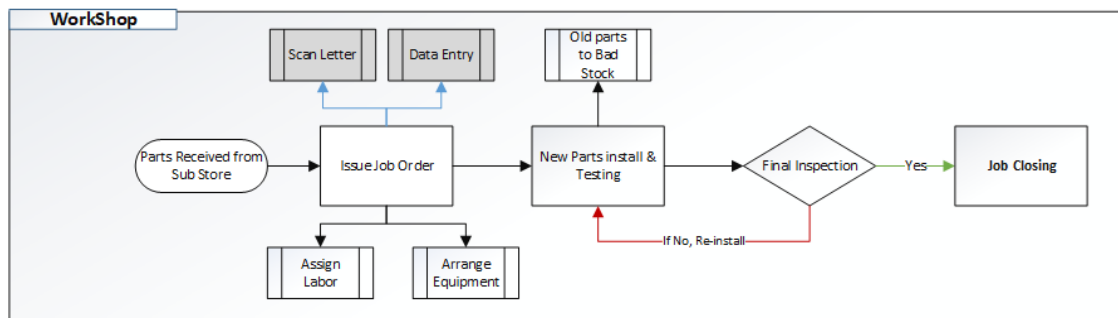 WorkShop
Scan Letter
Data Entry
Old parts
to Bad
Stock
Parts Received from
Sub Store
Issue Job Order
New Parts install &
Testing
Final Inspection
Yes
Job Closing
If No, Re-install
Assign
Labor
Arrange
Equipment